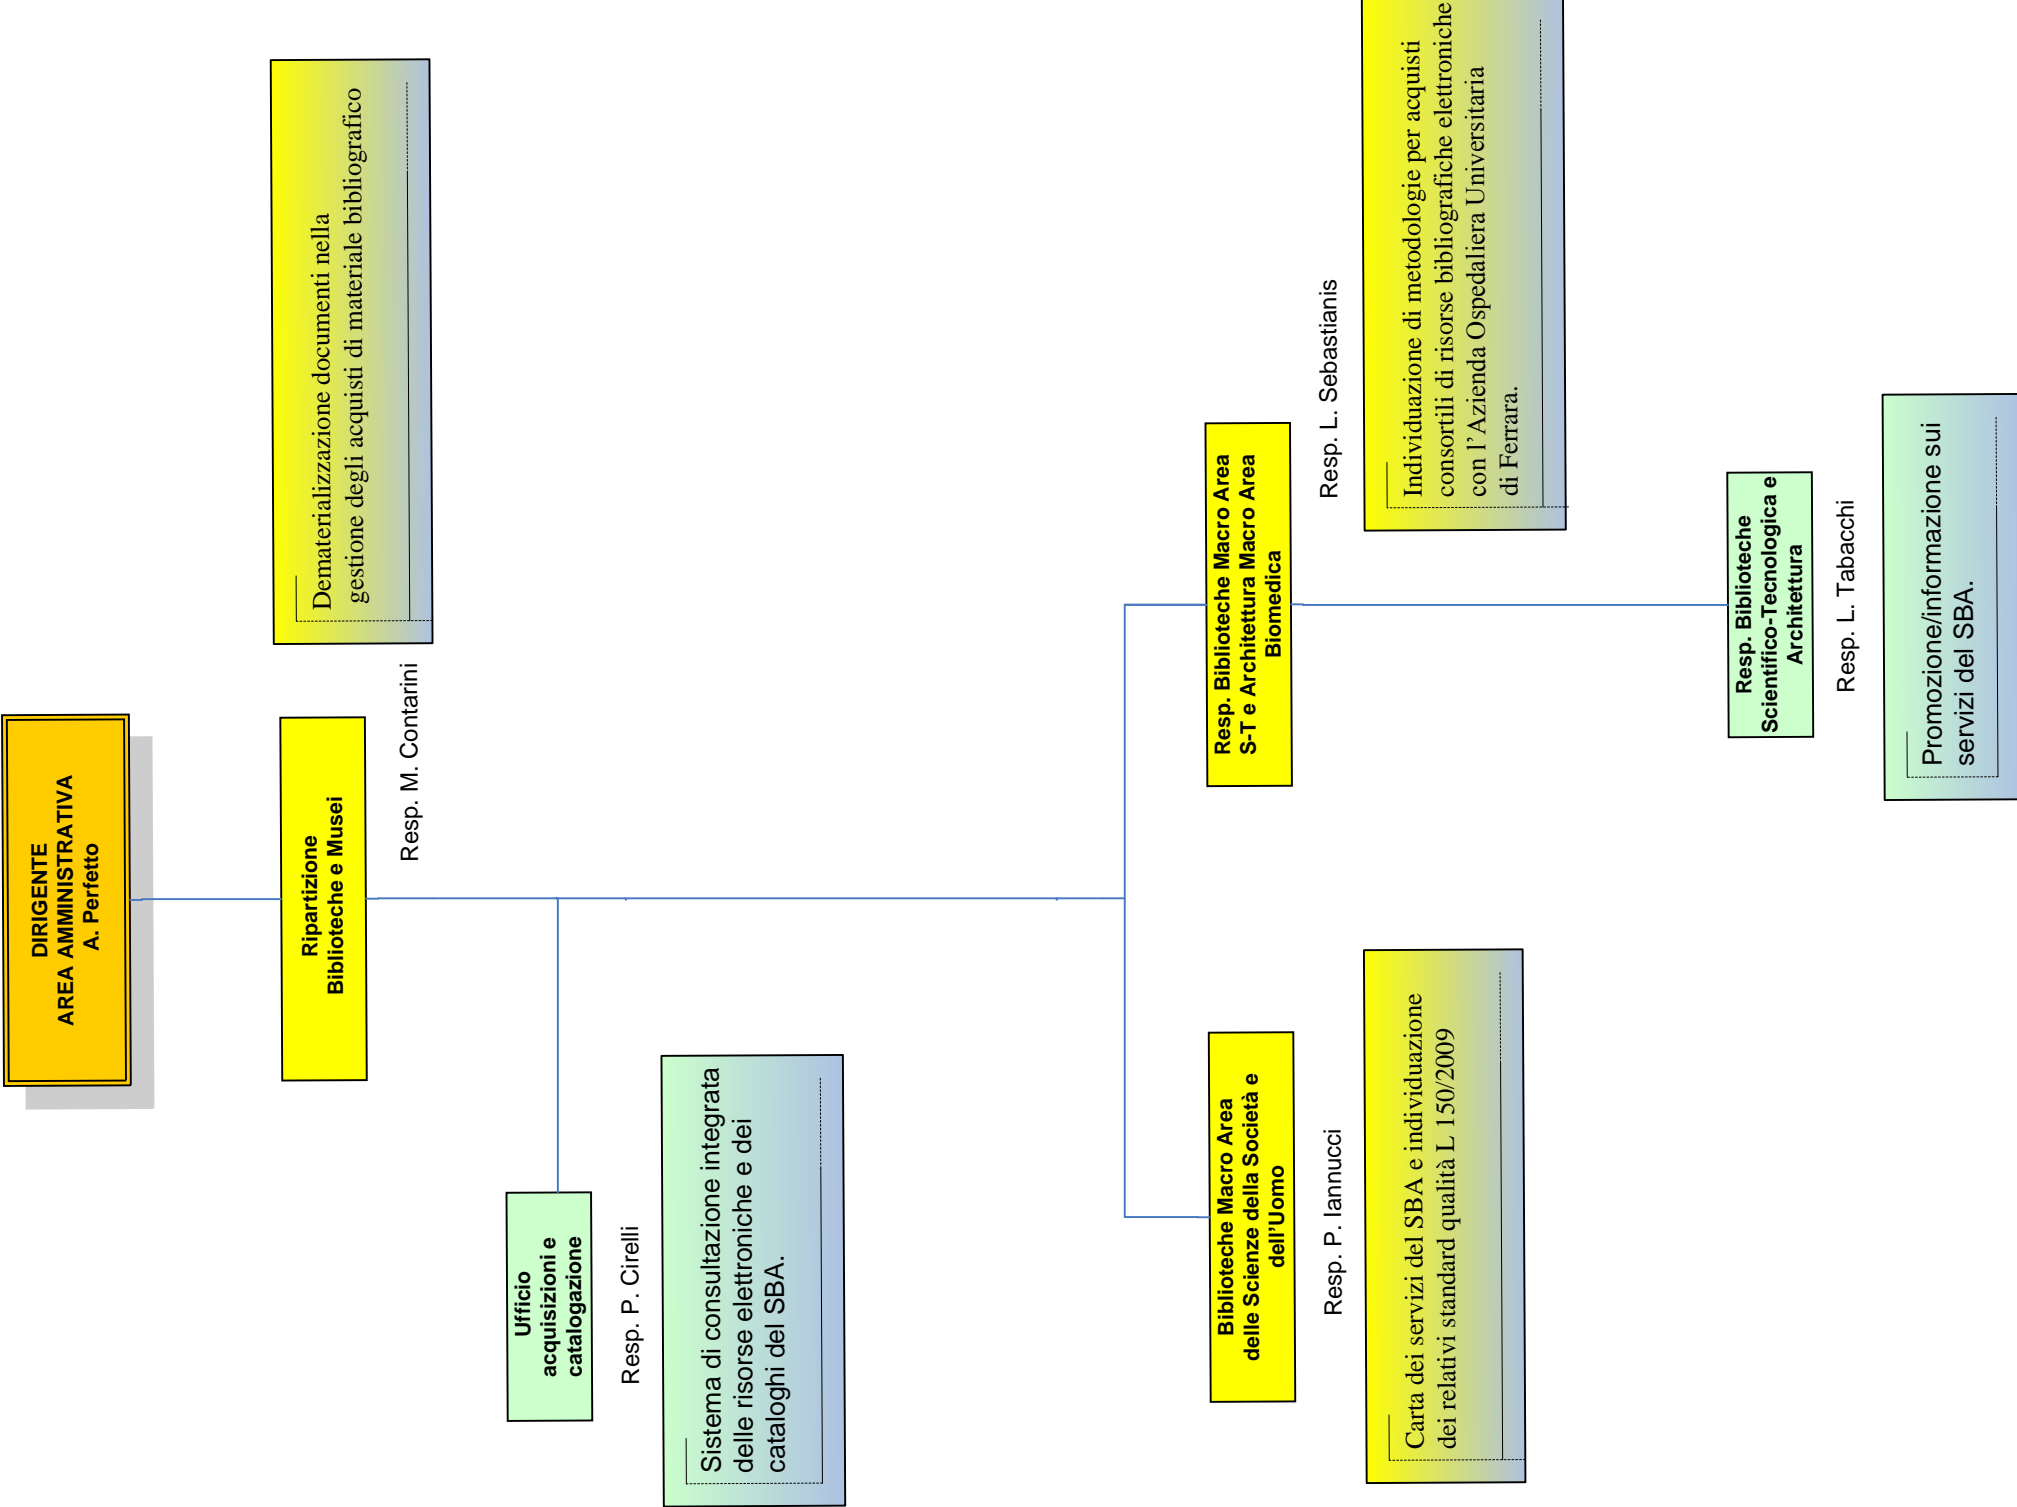 DIRIGENTE
AREA AMMINISTRATIVA
A. Perfetto
Ripartizione
Biblioteche e Musei
Resp. M. Contarini
Dematerializzazione documenti nella
gestione degli acquisti di materiale bibliografico
Ufficio
acquisizioni e
catalogazione
Resp. P. Cirelli
Sistema di consultazione integrata
delle risorse elettroniche e dei
cataloghi del SBA.
Biblioteche Macro Area
delle Scienze della Società e
dell'Uomo
Resp. P. Iannucci
Carta dei servizi del SBA e individuazione
dei relativi standard qualità L 150/2009
Resp. Biblioteche Macro Area
S-T e Architettura Macro Area
Biomedica
Resp. L. Sebastianis
Individuazione di metodologie per acquisti
consortili di risorse bibliografiche elettroniche
con l'Azienda Ospedaliera Universitaria
di Ferrara.
Resp. Biblioteche
Scientifico-Tecnologica e
Architettura
Resp. L. Tabacchi
Promozione/informazione sui
servizi del SBA.